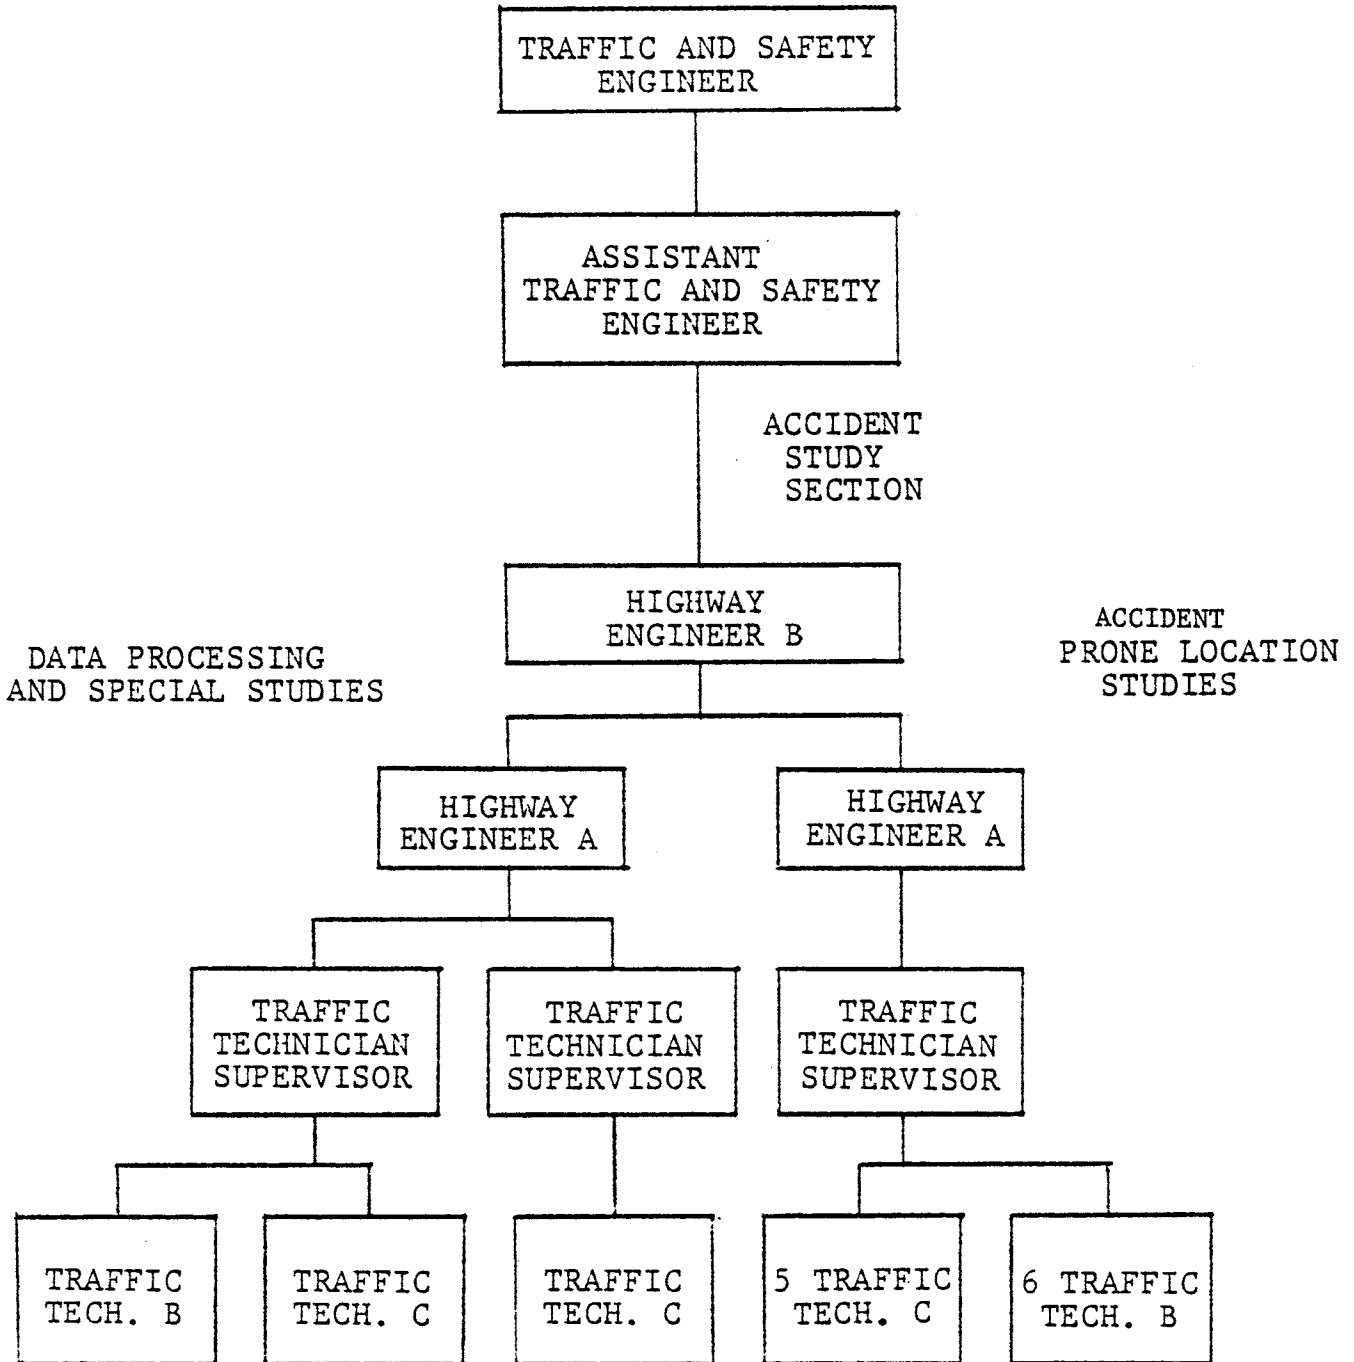 TRAFFIC AND SAFETY
ENGINEER
ASSISTANT
TRAFFIC AND SAFETY
ENGINEER
ACCIDENT
STUDY
SECTION
HIGHWAY
ENGINEER B
DATA PROCESSING
AND SPECIAL STUDIES
ACCIDENT
PRONE LOCATION
STUDIES
HIGHWAY
ENGINEER A
HIGHWAY
ENGINEER A
TRAFFIC
TECHNICIAN
SUPERVISOR
TRAFFIC
TECHNICIAN
SUPERVISOR
TRAFFIC
TECHNICIAN
SUPERVISOR
TRAFFIC
TECH. B
TRAFFIC
TECH. C
TRAFFIC
TECH. C
5 TRAFFIC
TECH. C
6 TRAFFIC
TECH. B